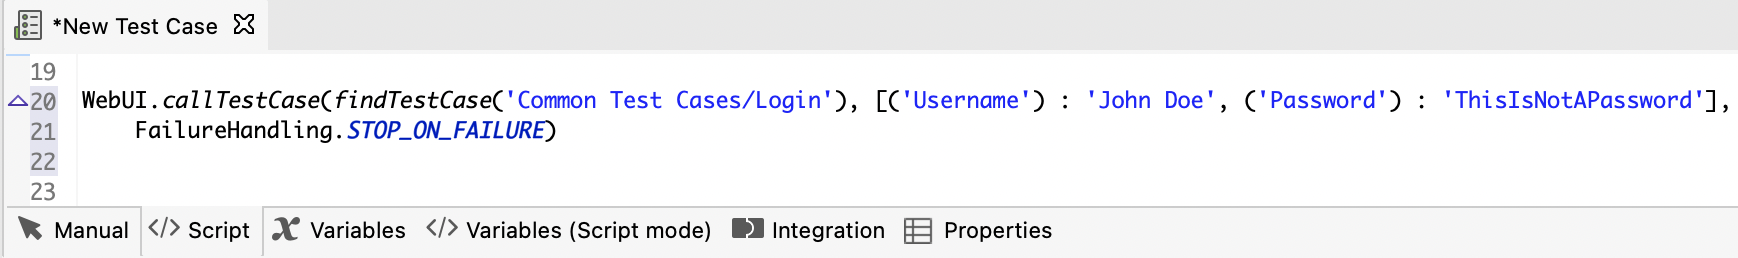 *New Test Case
19
20 WebUI.callTestCase(findTestCase('Common Test Cases/Login'), [('Username') : 'John Doe', ('Password') : 'ThisIsNotAPassword'],
21 FailureHandling.STOP_ON_FAILURE)
22
23
Manual </> Script x Variables </> Variables (Script mode) Integration Properties